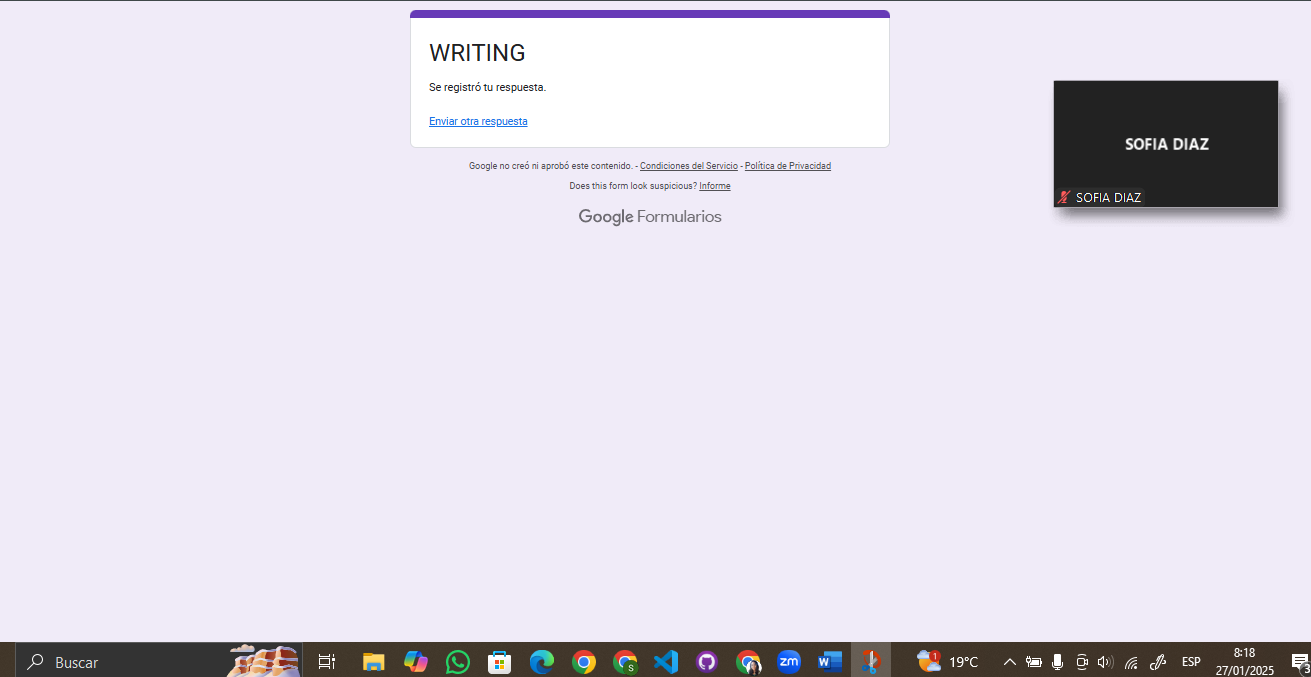 WRITING
Se registró tu respuesta.
Enviar otra respuesta
Google no creó ni aprobó este contenido. - Condiciones del Servicio - Política de Privacidad
Does this form look suspicious? Informe
Google Formularios
SOFIA DIAZ
SOFIA DIAZ
Buscar
S
zm
W
1
19°C
ESP
8:18
27/01/2025
3